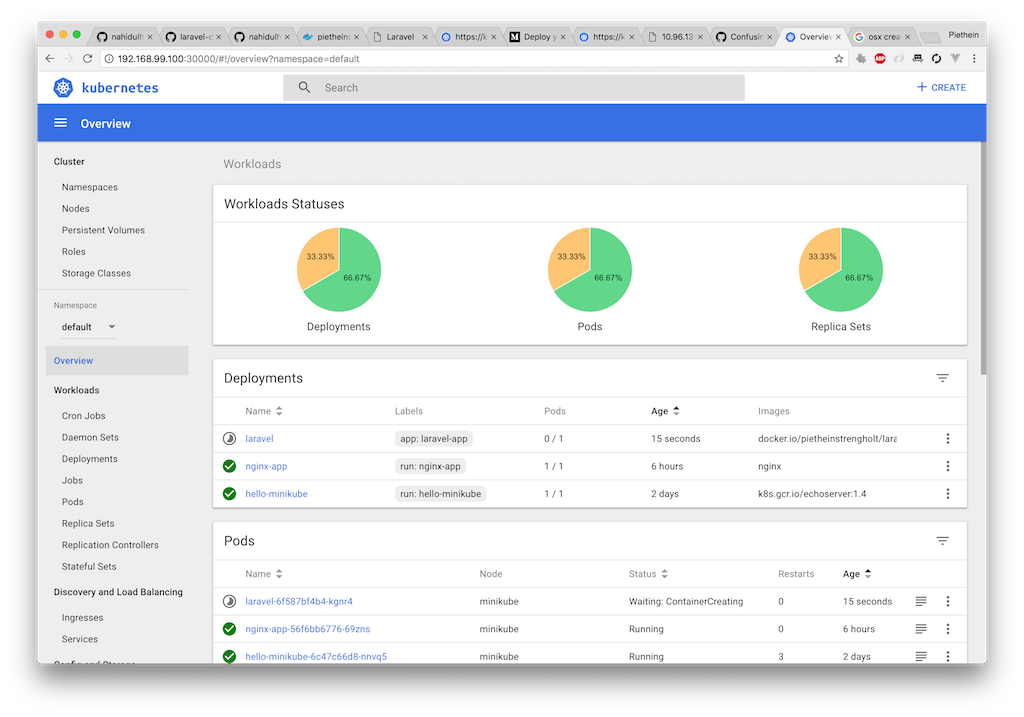 nahidulh
laravel-
nahidulh
piethein
Laravel
https://k
Deploy y
https://k
10.96.13
Confusin
Overview
osx crea
Piethein
192.168.99.100:30000/#!/overview?namespace=default
ABP
kubernetes
Search
+ CREATE
Overview
Cluster
Namespaces
Nodes
Persistent Volumes
Roles
Storage Classes
Namespace
default
Overview
Workloads
Cron Jobs
Daemon Sets
Deployments
Jobs
Pods
Replica Sets
Replication Controllers
Stateful Sets
Discovery and Load Balancing
Ingresses
Services
Config and Storage
Workloads
Workloads Statuses
33.33% 66.67%
33.33% 66.67%
33.33% 66.67%
Deployments Pods Replica Sets
Deployments
Name Labels Pods Age Images
laravel app: laravel-app 0 / 1 15 seconds docker.io/pietheinstrengholt/lara
nginx-app run: nginx-app 1 / 1 6 hours nginx
hello-minikube run: hello-minikube 1 / 1 2 days k8s.gcr.io/echoserver:1.4
Pods
Name Node Status Restarts Age
laravel-6f587bf4b4-kgnr4 minikube Waiting: ContainerCreating 0 15 seconds
nginx-app-56f6bb6776-69zns minikube Running 0 6 hours
hello-minikube-6c47c66d8-nnvq5 minikube Running 3 2 days